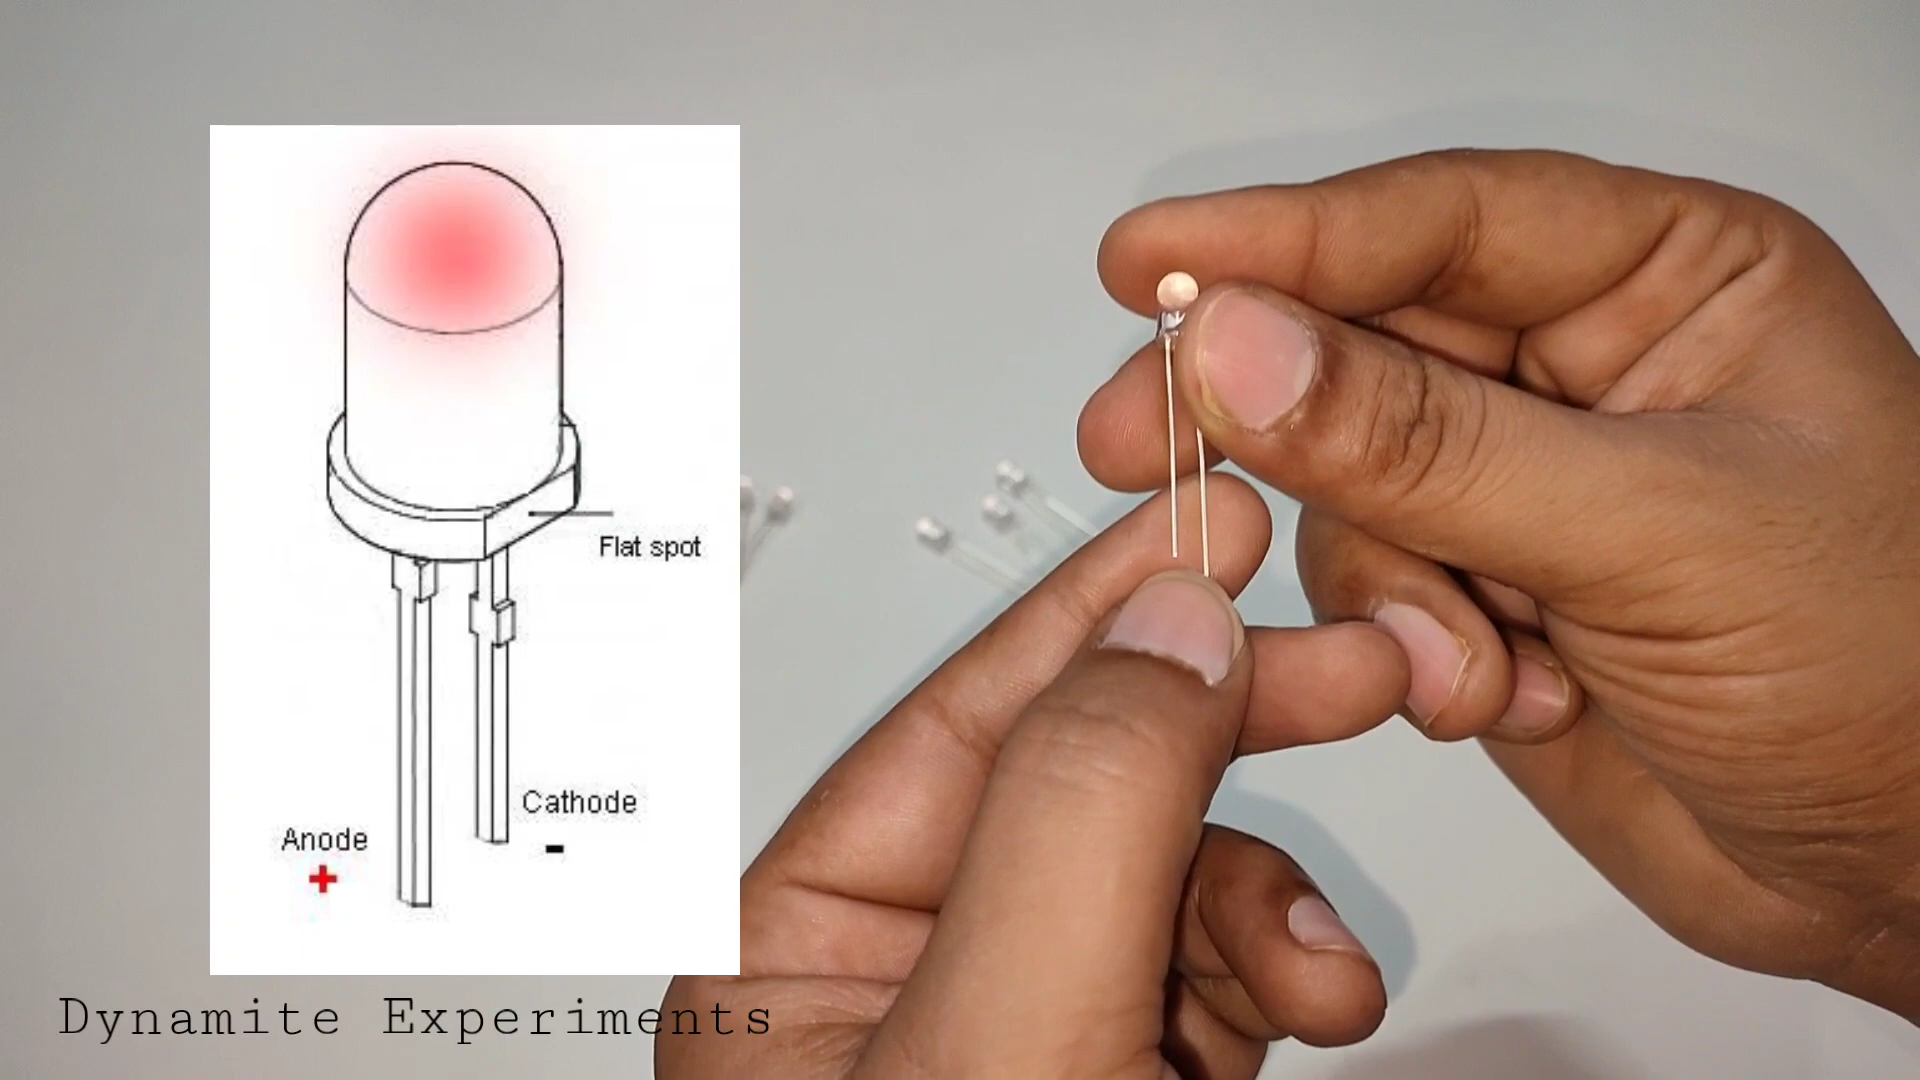 Flat spot
Cathode
-
Anode
+
Dynamite Experiments